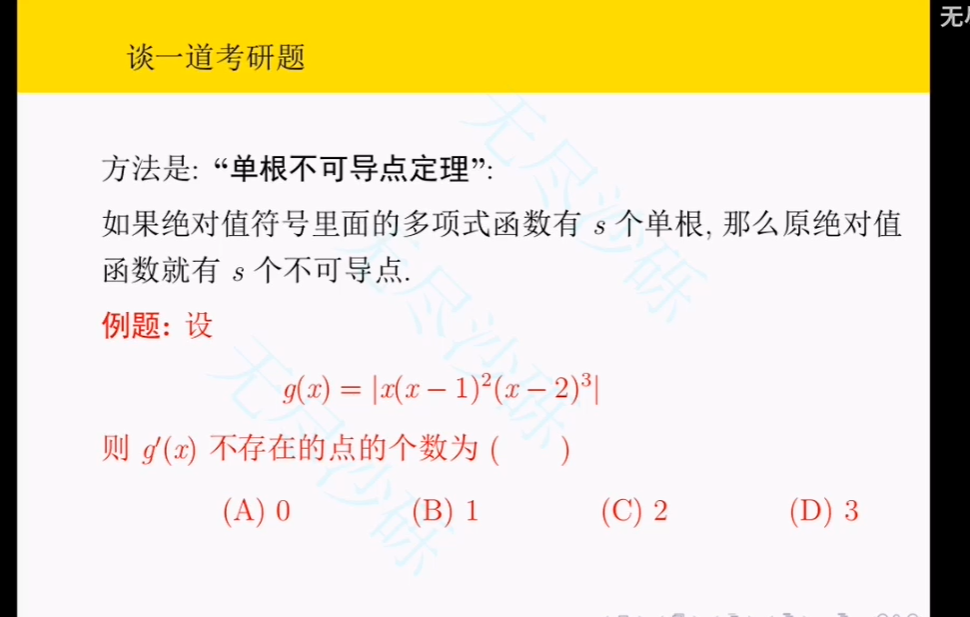 无
谈一道考研题
方法是: “单根不可导点定理”:
如果绝对值符号里面的多项式函数有 s 个单根, 那么原绝对值
函数就有 s 个不可导点.
例题: 设
g(x) = |x(x − 1)²(x − 2)³|
则 g′(x) 不存在的点的个数为 (    )
(A) 0 (B) 1 (C) 2 (D) 3
无尽沙砾
无尽沙砾
无尽沙砾